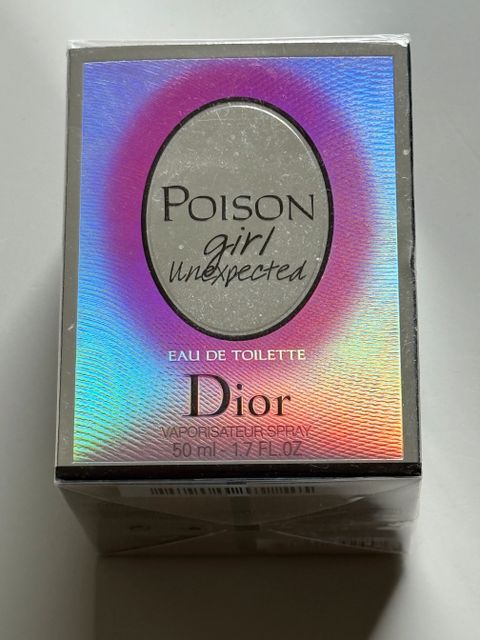 POISON
girl
Unexpected
EAU DE TOILETTE
Dior
VAPORISATEUR SPRAY
50 ml - 1.7 FL.OZ